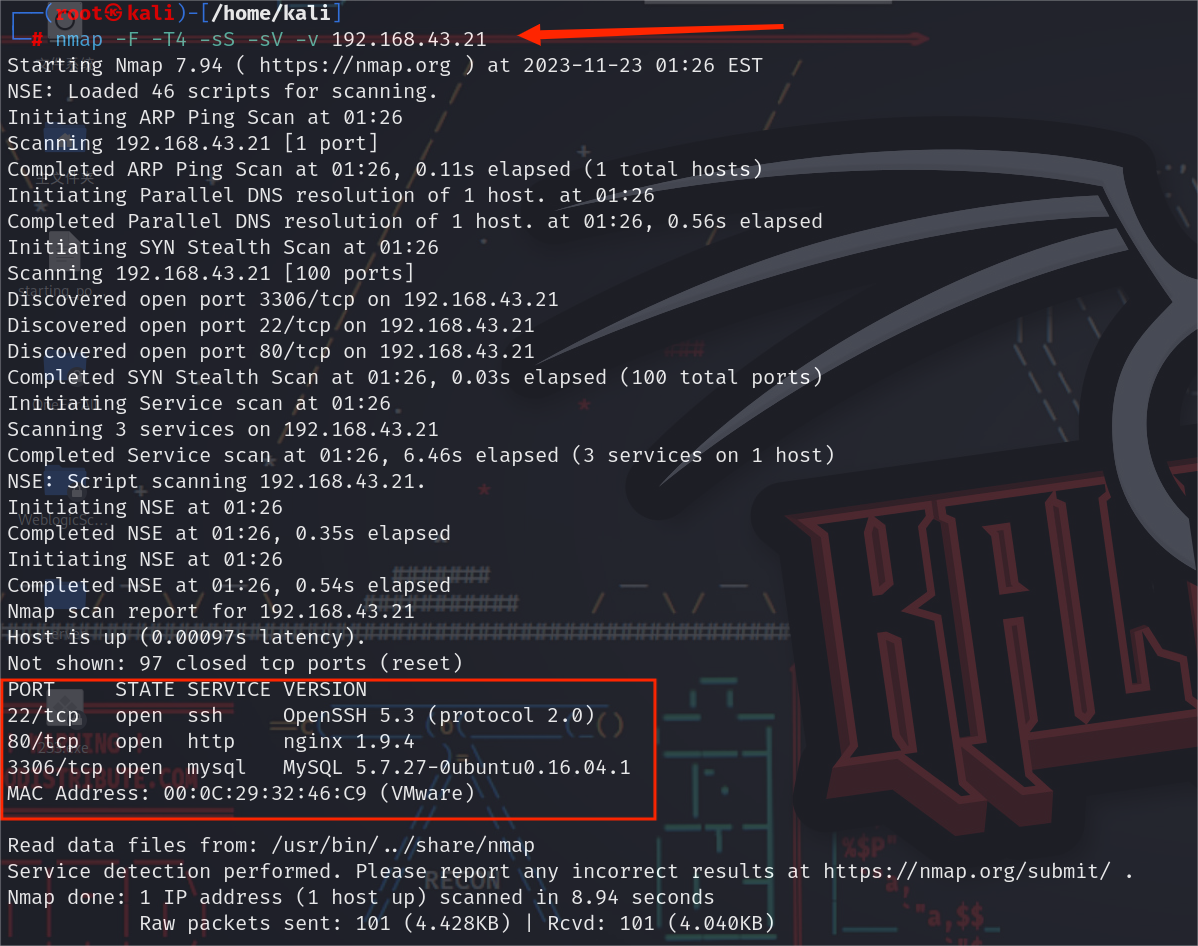 ┌──(root㉿kali)-[/home/kali]
└─# nmap -F -T4 -sS -sV -v 192.168.43.21
Starting Nmap 7.94 ( https://nmap.org ) at 2023-11-23 01:26 EST
NSE: Loaded 46 scripts for scanning.
Initiating ARP Ping Scan at 01:26
Scanning 192.168.43.21 [1 port]
Completed ARP Ping Scan at 01:26, 0.11s elapsed (1 total hosts)
Initiating Parallel DNS resolution of 1 host. at 01:26
Completed Parallel DNS resolution of 1 host. at 01:26, 0.56s elapsed
Initiating SYN Stealth Scan at 01:26
Scanning 192.168.43.21 [100 ports]
Discovered open port 3306/tcp on 192.168.43.21
Discovered open port 22/tcp on 192.168.43.21
Discovered open port 80/tcp on 192.168.43.21
Completed SYN Stealth Scan at 01:26, 0.03s elapsed (100 total ports)
Initiating Service scan at 01:26
Scanning 3 services on 192.168.43.21
Completed Service scan at 01:26, 6.46s elapsed (3 services on 1 host)
NSE: Script scanning 192.168.43.21.
Initiating NSE at 01:26
Completed NSE at 01:26, 0.35s elapsed
Initiating NSE at 01:26
Completed NSE at 01:26, 0.54s elapsed
Nmap scan report for 192.168.43.21
Host is up (0.00097s latency).
Not shown: 97 closed tcp ports (reset)
PORT     STATE SERVICE VERSION
22/tcp   open  ssh     OpenSSH 5.3 (protocol 2.0)
80/tcp   open  http    nginx 1.9.4
3306/tcp open  mysql   MySQL 5.7.27-0ubuntu0.16.04.1
MAC Address: 00:0C:29:32:46:C9 (VMware)
Read data files from: /usr/bin/../share/nmap
Service detection performed. Please report any incorrect results at https://nmap.org/submit/ .
Nmap done: 1 IP address (1 host up) scanned in 8.94 seconds
           Raw packets sent: 101 (4.428KB) | Rcvd: 101 (4.040KB)
starting_po
WeblogicSc...
KALI
RECON